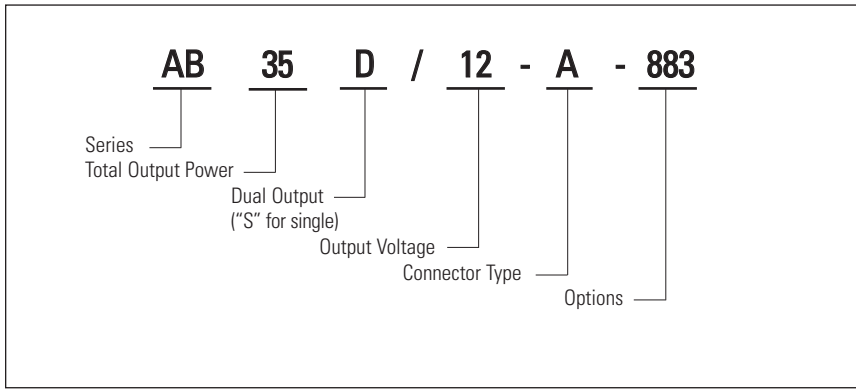 AB 35 D / 12 - A - 883
Series
Total Output Power
Dual Output
("S" for single)
Output Voltage
Connector Type
Options